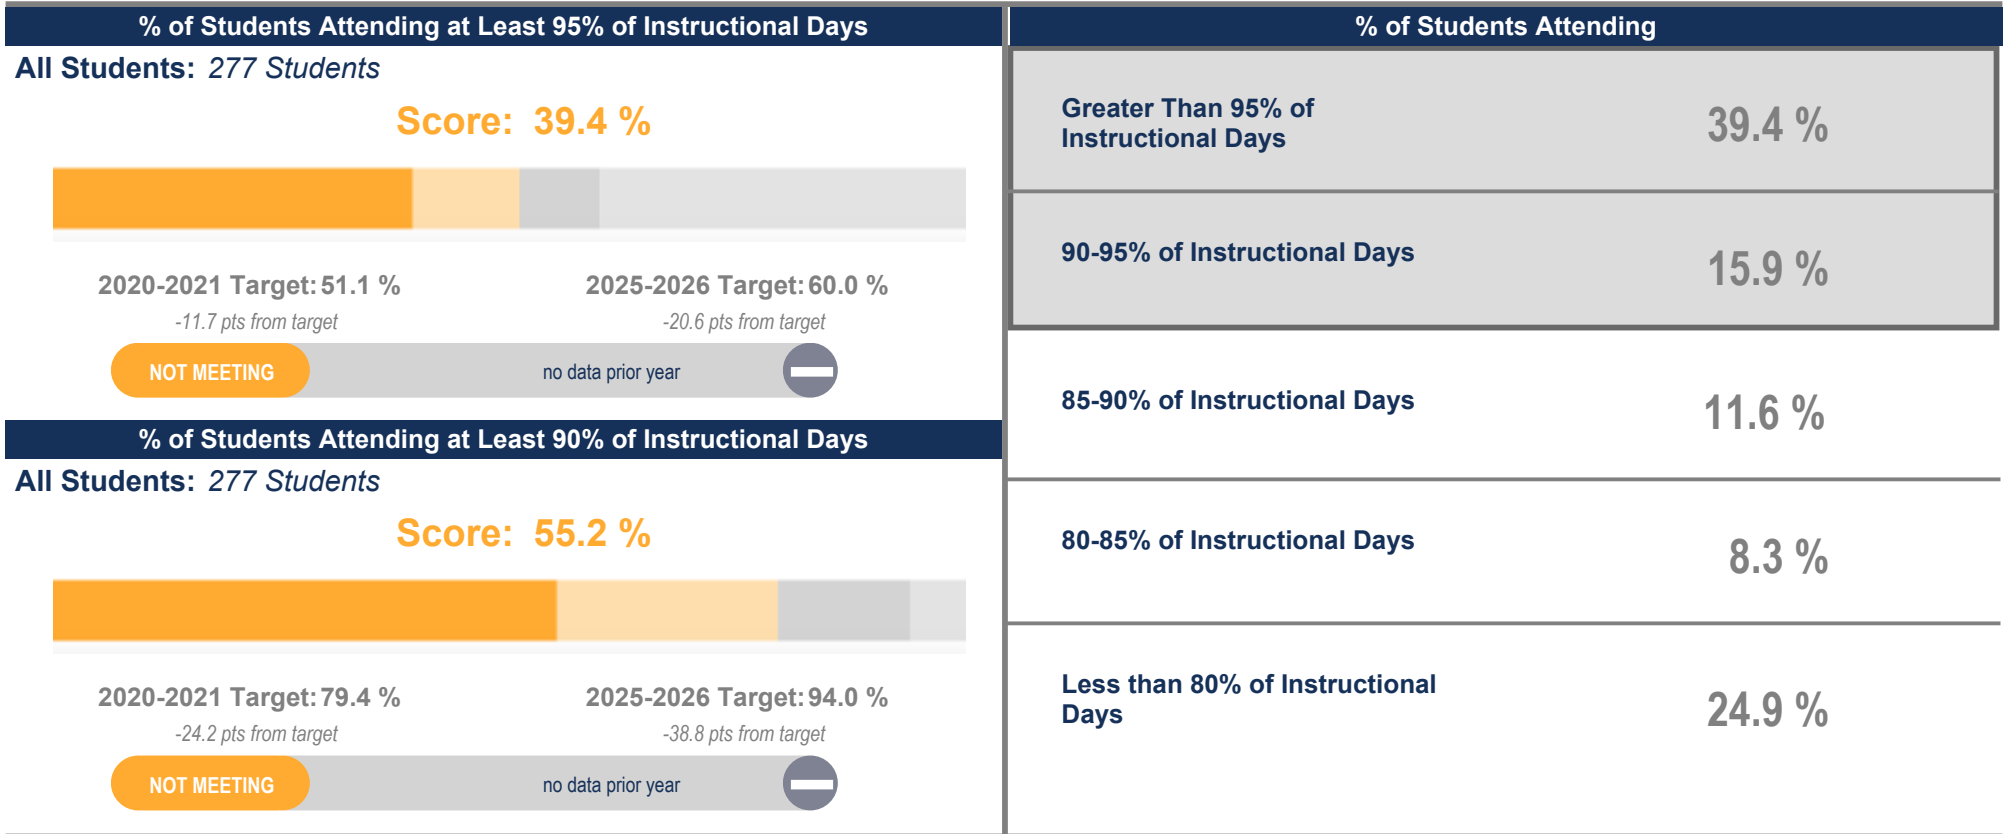 % of Students Attending at Least 95% of Instructional Days
All Students: 277 Students
Score: 39.4 %
2020-2021 Target: 51.1 %
-11.7 pts from target
2025-2026 Target: 60.0 %
-20.6 pts from target
NOT MEETING
no data prior year
% of Students Attending at Least 90% of Instructional Days
All Students: 277 Students
Score: 55.2 %
2020-2021 Target: 79.4 %
-24.2 pts from target
2025-2026 Target: 94.0 %
-38.8 pts from target
NOT MEETING
no data prior year
% of Students Attending
Greater Than 95% of
Instructional Days
39.4 %
90-95% of Instructional Days
15.9 %
85-90% of Instructional Days
11.6 %
80-85% of Instructional Days
8.3 %
Less than 80% of Instructional
Days
24.9 %